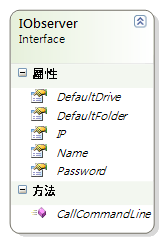 IObserver
Interface
屬性
DefaultDrive
DefaultFolder
IP
Name
Password
方法
CallCommandLine